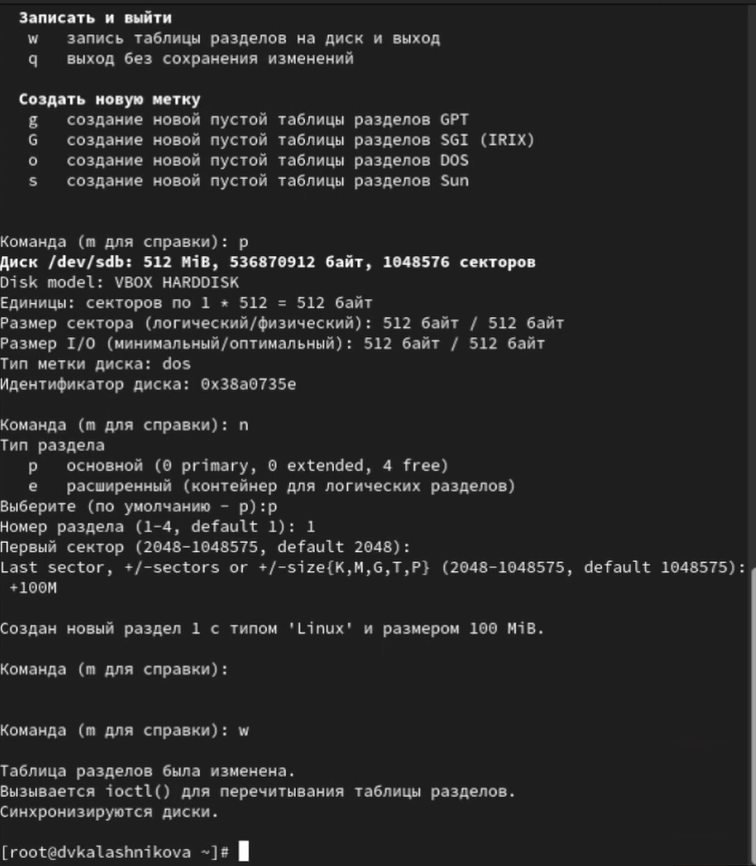 Записать и выйти
w запись таблицы разделов на диск и выход
q выход без сохранения изменений
Создать новую метку
g создание новой пустой таблицы разделов GPT
G создание новой пустой таблицы разделов SGI (IRIX)
o создание новой пустой таблицы разделов DOS
s создание новой пустой таблицы разделов Sun
Команда (m для справки): p
Диск /dev/sdb: 512 MiB, 536870912 байт, 1048576 секторов
Disk model: VBOX HARDDISK
Единицы: секторов по 1 * 512 = 512 байт
Размер сектора (логический/физический): 512 байт / 512 байт
Размер I/O (минимальный/оптимальный): 512 байт / 512 байт
Тип метки диска: dos
Идентификатор диска: 0x38a0735e
Команда (m для справки): n
Тип раздела
p основной (0 primary, 0 extended, 4 free)
e расширенный (контейнер для логических разделов)
Выберите (по умолчанию - p):p
Номер раздела (1-4, default 1): 1
Первый сектор (2048-1048575, default 2048):
Last sector, +/-sectors or +/-size{K,M,G,T,P} (2048-1048575, default 1048575):
+100M
Создан новый раздел 1 с типом 'Linux' и размером 100 MiB.
Команда (m для справки):
Команда (m для справки): w
Таблица разделов была изменена.
Вызывается ioctl() для перечитывания таблицы разделов.
Синхронизируются диски.
[root@dvkalashnikova ~]#